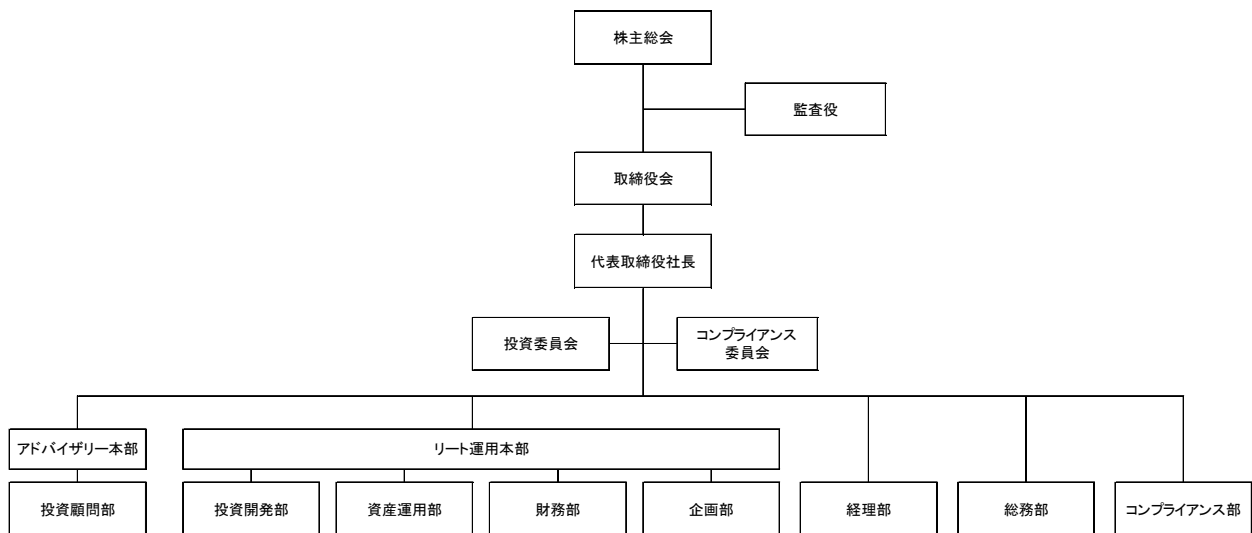 株主総会
監査役
取締役会
代表取締役社長
投資委員会
コンプライアンス
委員会
アドバイザリー本部
リート運用本部
投資顧問部
投資開発部
資産運用部
財務部
企画部
経理部
総務部
コンプライアンス部